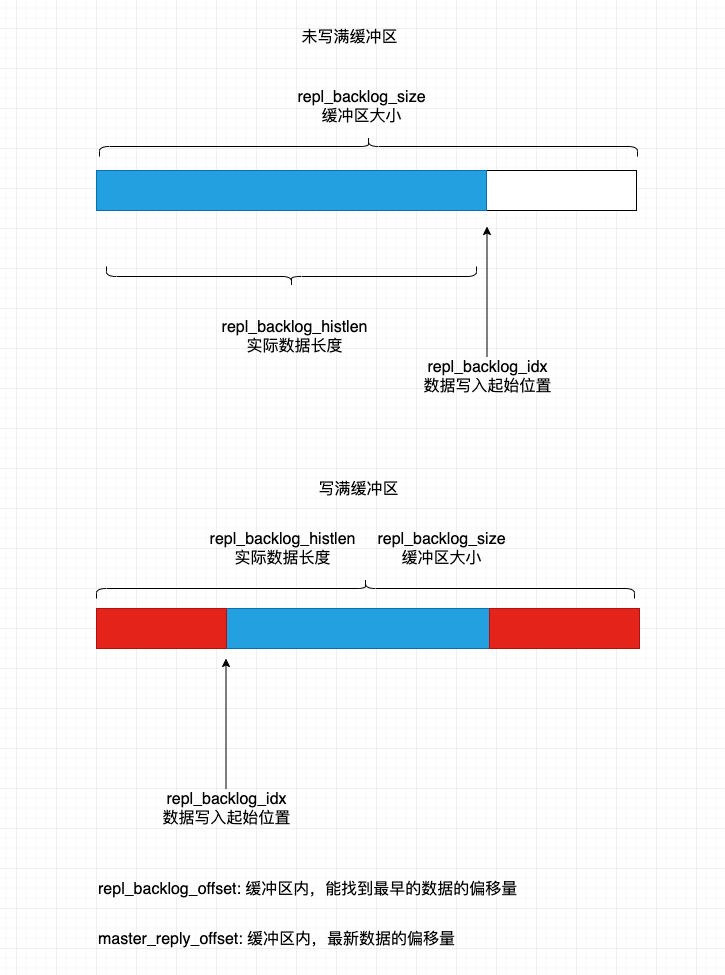 未写满缓冲区
repl_backlog_size
缓冲区大小
repl_backlog_histlen
实际数据长度
repl_backlog_idx
数据写入起始位置
写满缓冲区
repl_backlog_histlen repl_backlog_size
实际数据长度 缓冲区大小
repl_backlog_idx
数据写入起始位置
repl_backlog_offset: 缓冲区内，能找到最早的数据的偏移量
master_reply_offset: 缓冲区内，最新数据的偏移量